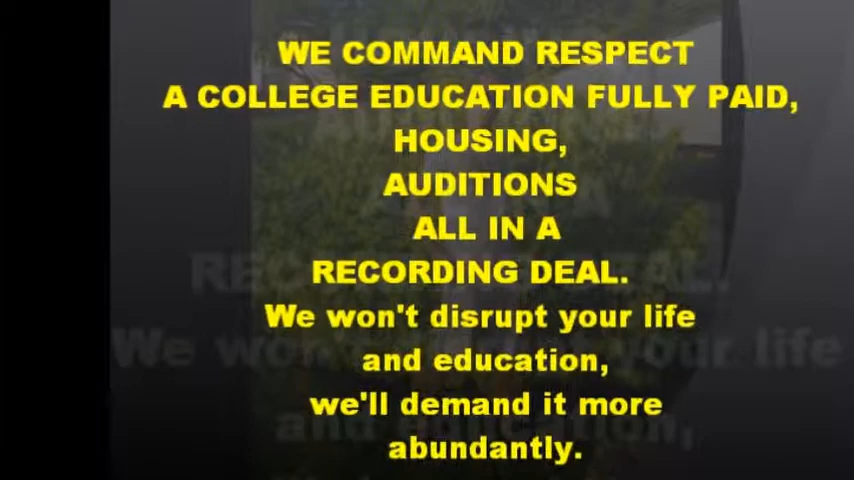 WE COMMAND RESPECT
A COLLEGE EDUCATION FULLY PAID,
HOUSING,
AUDITIONS
ALL IN A
RECORDING DEAL.
We won't disrupt your life
and education,
we'll demand it more
abundantly.